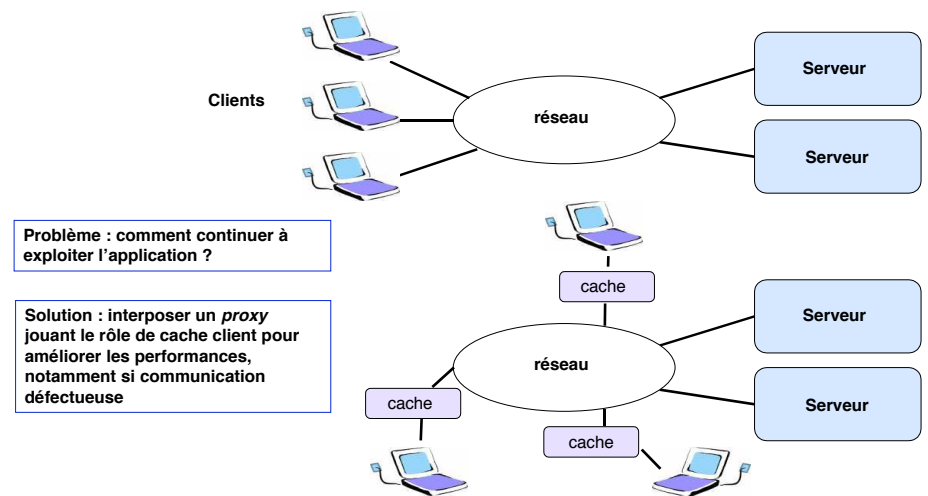 Clients
réseau
Serveur
Serveur
Problème : comment continuer à
exploiter l'application ?
Solution : interposer un proxy
jouant le rôle de cache client pour
améliorer les performances,
notamment si communication
défectueuse
cache
réseau
Serveur
Serveur
cache
cache